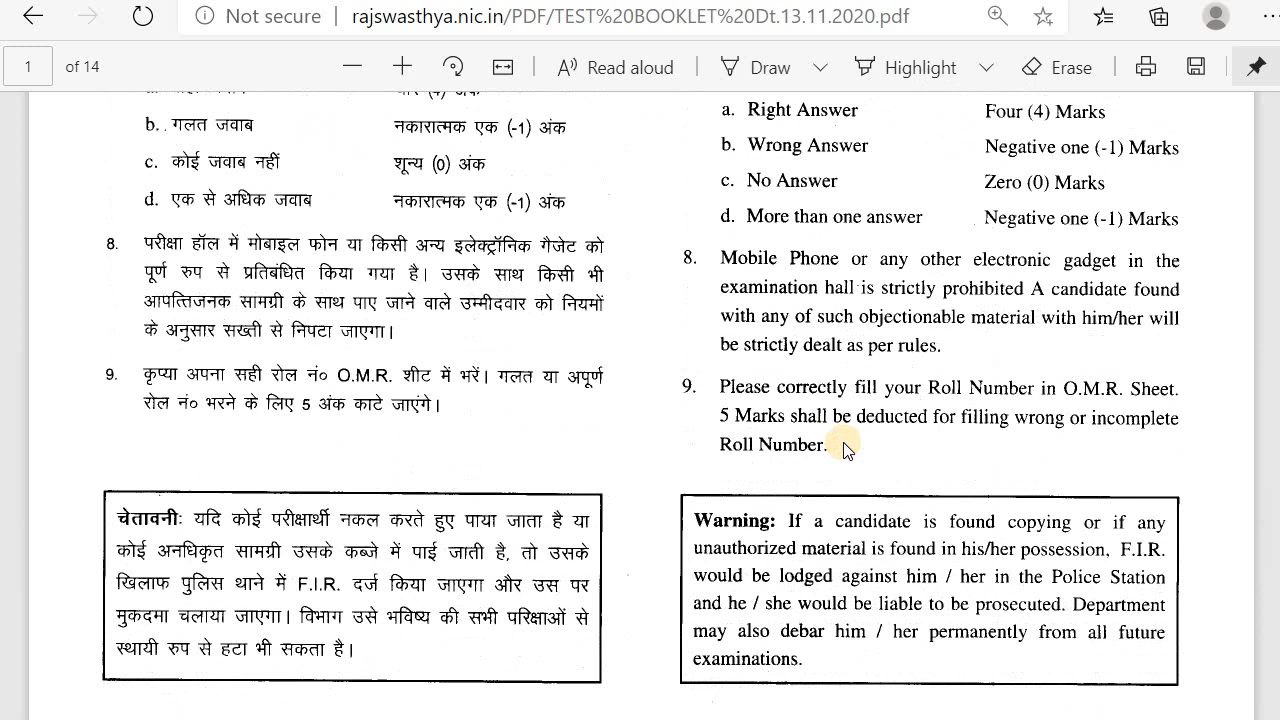 Not secure | rajswasthya.nic.in/PDF/TEST%20BOOKLET%20Dt.13.11.2020.pdf
1 of 14
Read aloud
Draw
Highlight
Erase
b. गलत जवाब नकारात्मक एक (-1) अंक
c. कोई जवाब नहीं शून्य (0) अंक
d. एक से अधिक जवाब नकारात्मक एक (-1) अंक
8. परीक्षा हॉल में मोबाइल फोन या किसी अन्य इलेक्ट्रॉनिक गैजेट को
पूर्ण रुप से प्रतिबंधित किया गया है। उसके साथ किसी भी
आपत्तिजनक सामग्री के साथ पाए जाने वाले उम्मीदवार को नियमों
के अनुसार सख्ती से निपटा जाएगा।
9. कृप्या अपना सही रोल नं० O.M.R. शीट में भरें। गलत या अपूर्ण
रोल नं० भरने के लिए 5 अंक काटे जाएंगे।
चेतावनीः यदि कोई परीक्षार्थी नकल करते हुए पाया जाता है या
कोई अनधिकृत सामग्री उसके कब्जे में पाई जाती है, तो उसके
खिलाफ पुलिस थाने में F.I.R. दर्ज किया जाएगा और उस पर
मुकदमा चलाया जाएगा। विभाग उसे भविष्य की सभी परिक्षाओं से
स्थायी रुप से हटा भी सकता है।
a. Right Answer Four (4) Marks
b. Wrong Answer Negative one (-1) Marks
c. No Answer Zero (0) Marks
d. More than one answer Negative one (-1) Marks
8. Mobile Phone or any other electronic gadget in the
examination hall is strictly prohibited A candidate found
with any of such objectionable material with him/her will
be strictly dealt as per rules.
9. Please correctly fill your Roll Number in O.M.R. Sheet.
5 Marks shall be deducted for filling wrong or incomplete
Roll Number.
Warning: If a candidate is found copying or if any
unauthorized material is found in his/her possession, F.I.R.
would be lodged against him / her in the Police Station
and he / she would be liable to be prosecuted. Department
may also debar him / her permanently from all future
examinations.